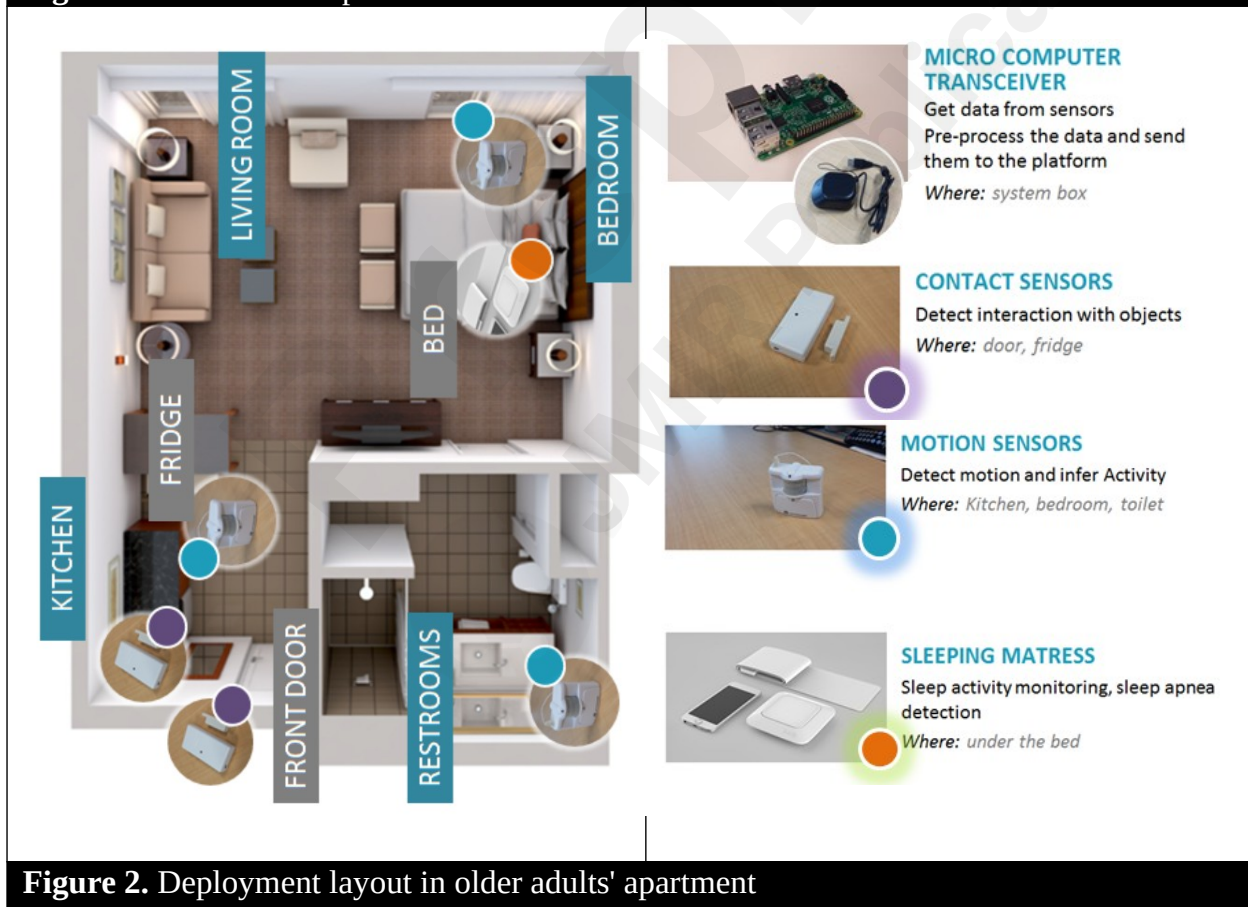 LIVING ROOM
BEDROOM
BED
FRIDGE
KITCHEN
FRONT DOOR
RESTROOMS
MICRO COMPUTER
TRANSCEIVER
Get data from sensors
Pre-process the data and send
them to the platform
Where: system box
CONTACT SENSORS
Detect interaction with objects
Where: door, fridge
MOTION SENSORS
Detect motion and infer Activity
Where: Kitchen, bedroom, toilet
SLEEPING MATRESS
Sleep activity monitoring, sleep apnea
detection
Where: under the bed
Figure 2. Deployment layout in older adults' apartment